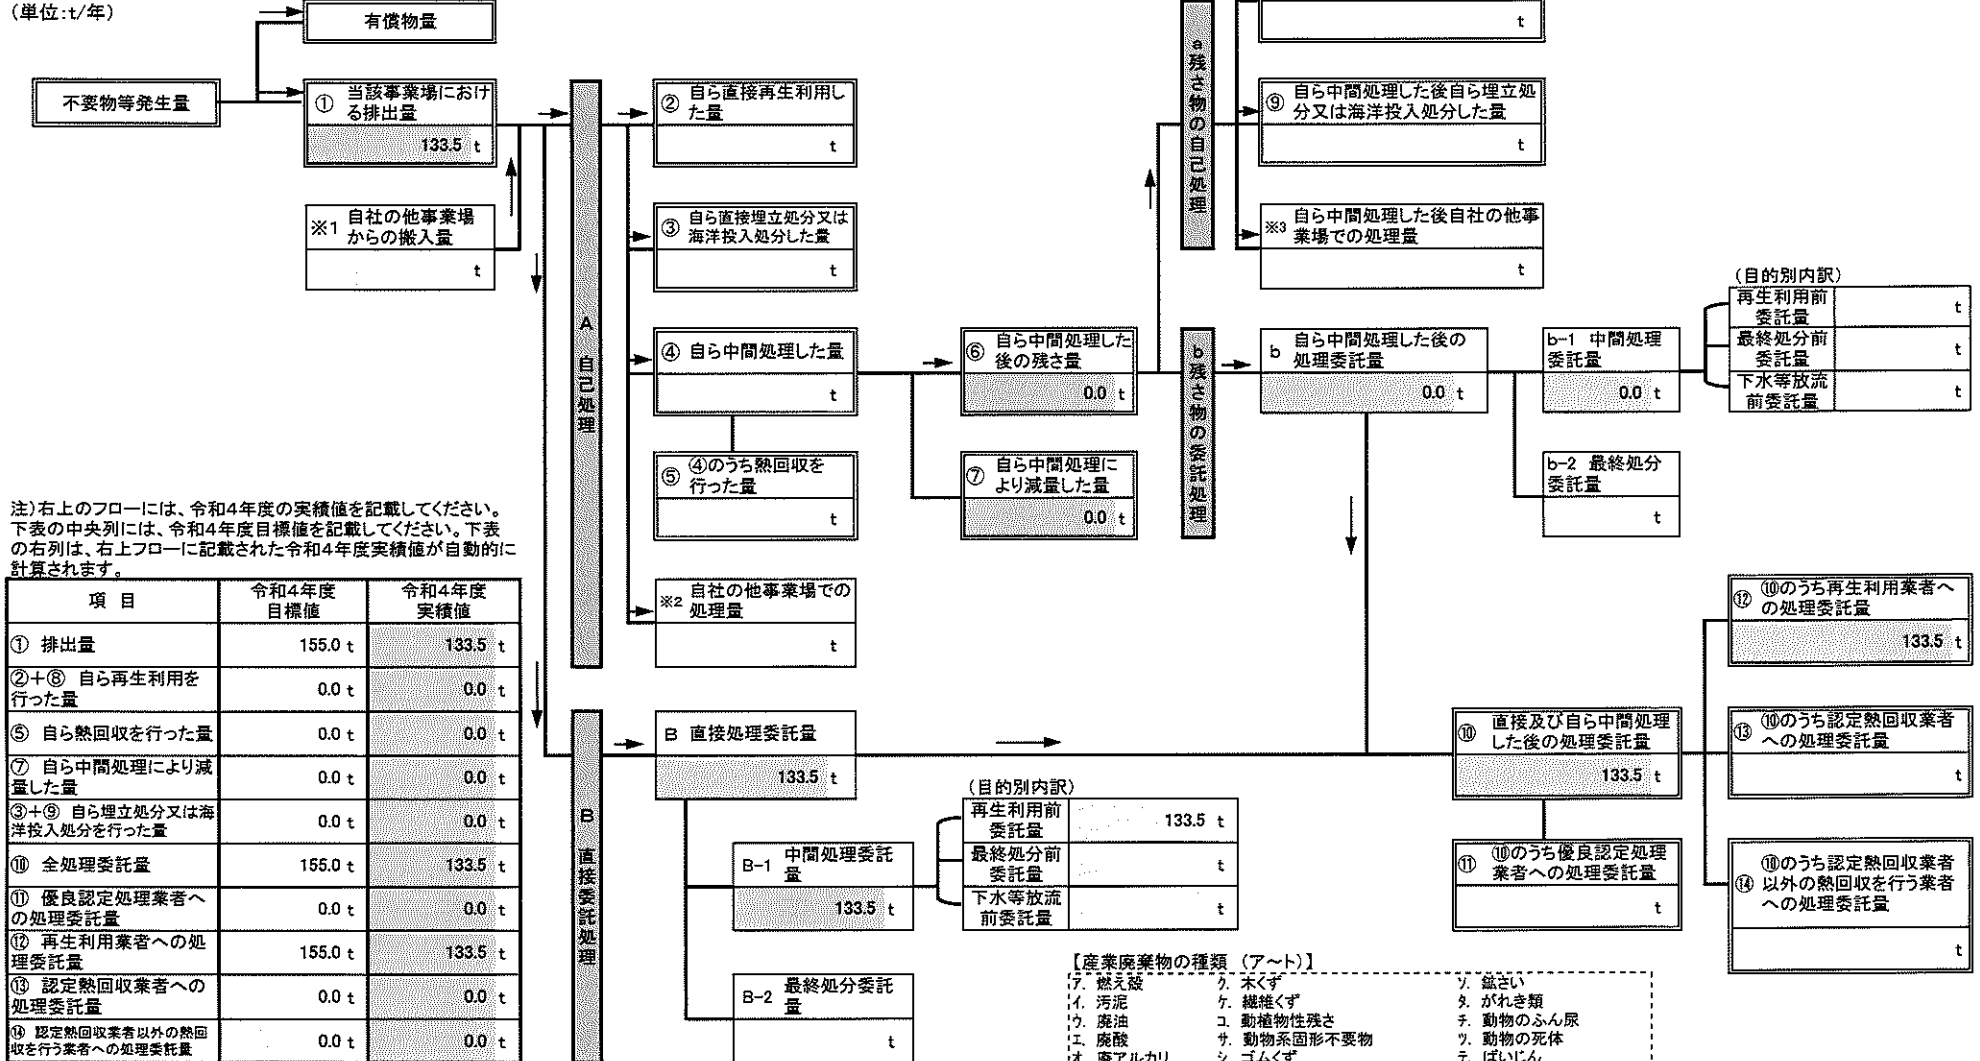 (単位:t/年)
有償物量
不要物等発生量
① 当該事業場におけ
る排出量
133.5 t
※1 自社の他事業場
からの搬入量
t
A 自己処理
② 自ら直接再生利用し
た量
t
③ 自ら直接埋立処分又は
海洋投入処分した量
t
④ 自ら中間処理した量
t
⑤ ④のうち熱回収を
行った量
t
※2 自社の他事業場での
処理量
t
⑥ 自ら中間処理した
後の残さ量
0.0 t
⑦ 自ら中間処理に
より減量した量
0.0 t
a 残さ物の自己処理
t
⑨ 自ら中間処理した後自ら埋立処
分又は海洋投入処分した量
t
※3 自ら中間処理した後自社の他事
業場での処理量
t
b 残さ物の委託処理
b 自ら中間処理した後の
処理委託量
0.0 t
b-1 中間処理
委託量
0.0 t
(目的別内訳)
再生利用前
委託量
t
最終処分前
委託量
t
下水等放流
前委託量
t
b-2 最終処分
委託量
t
注)右上のフローには、令和4年度の実績値を記載してください。
下表の中央列には、令和4年度目標値を記載してください。下表
の右列は、右上フローに記載された令和4年度実績値が自動的に
計算されます。
項 目 令和4年度目標値 令和4年度実績値
① 排出量 155.0 t 133.5 t
②+⑧ 自ら再生利用を
行った量 0.0 t 0.0 t
⑤ 自ら熱回収を行った量 0.0 t 0.0 t
⑦ 自ら中間処理により減
量した量 0.0 t 0.0 t
③+⑨ 自ら埋立処分又は海
洋投入処分を行った量 0.0 t 0.0 t
⑩ 全処理委託量 155.0 t 133.5 t
⑪ 優良認定処理業者へ
の処理委託量 0.0 t 0.0 t
⑫ 再生利用業者への処
理委託量 155.0 t 133.5 t
⑬ 認定熱回収業者への
処理委託量 0.0 t 0.0 t
⑭ 認定熱回収業者以外の熱回
収を行う業者への処理委託量 0.0 t 0.0 t
B 直接委託処理
B 直接処理委託量
133.5 t
B-1 中間処理委託
量
133.5 t
(目的別内訳)
再生利用前
委託量
133.5 t
最終処分前
委託量
t
下水等放流
前委託量
t
B-2 最終処分委託
量
t
⑩ 直接及び自ら中間処理
した後の処理委託量
133.5 t
⑪ ⑩のうち優良認定処理
業者への処理委託量
t
⑫ ⑩のうち再生利用業者へ
の処理委託量
133.5 t
⑬ ⑩のうち認定熱回収業者
への処理委託量
t
⑭ ⑩のうち認定熱回収業者
以外の熱回収を行う業者
への処理委託量
t
【産業廃棄物の種類 (ア~ト)】
ア. 燃え殻 ク. 木くず ソ. 鉱さい
イ. 汚泥 ケ. 繊維くず タ. がれき類
ウ. 廃油 コ. 動植物性残さ チ. 動物のふん尿
エ. 廃酸 サ. 動物系固形不要物 ツ. 動物の死体
オ. 廃アルカリ シ. ゴムくず テ. ばいじん